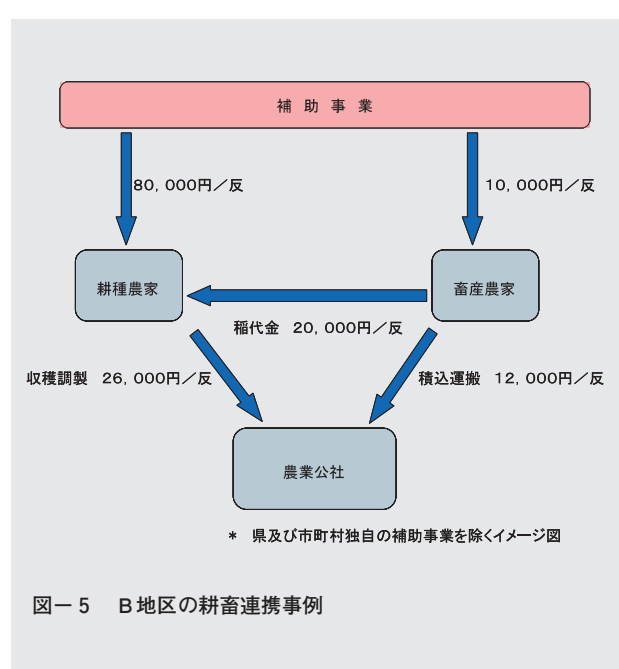 補助事業
80,000円／反
10,000円／反
耕種農家
畜産農家
稲代金　20,000円／反
収穫調製　26,000円／反
積込運搬　12,000円／反
農業公社
*　県及び市町村独自の補助事業を除くイメージ図
図ー5　B地区の耕畜連携事例